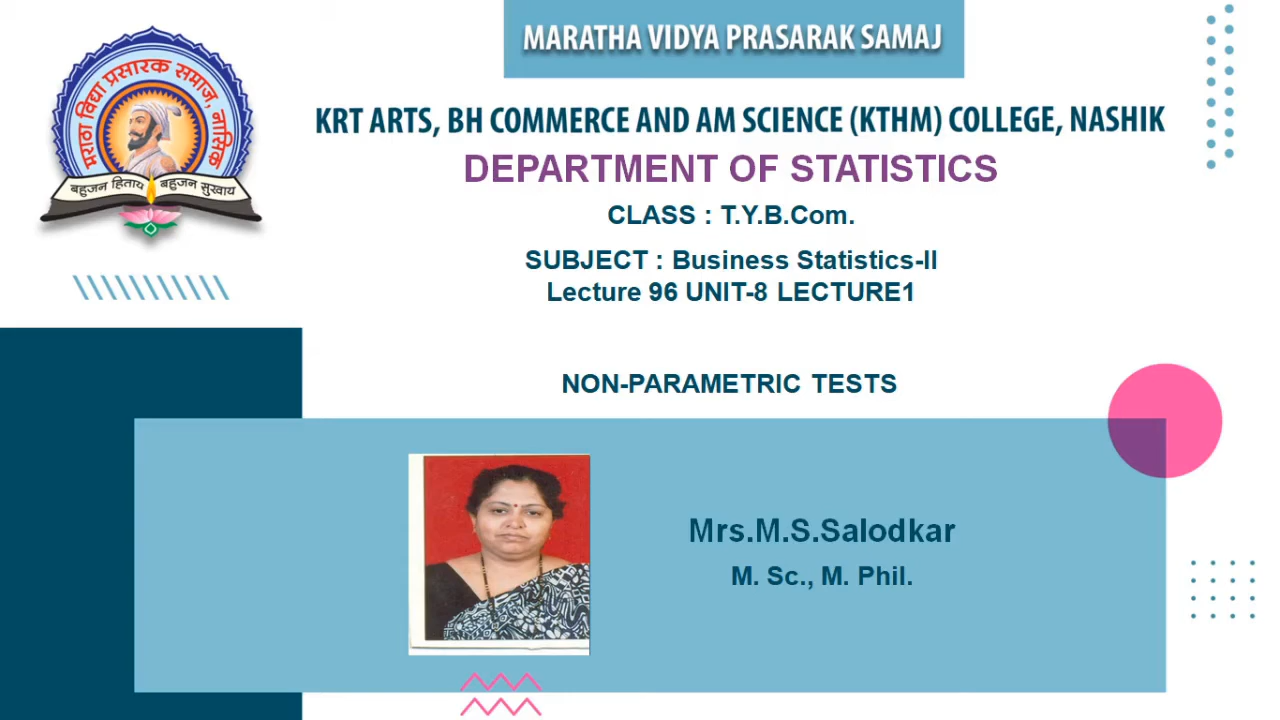 MARATHA VIDYA PRASARAK SAMAJ
मराठा विद्या प्रसारक समाज, नाशिक
बहुजन हिताय बहुजन सुखाय
KRT ARTS, BH COMMERCE AND AM SCIENCE (KTHM) COLLEGE, NASHIK
DEPARTMENT OF STATISTICS
CLASS : T.Y.B.Com.
SUBJECT : Business Statistics-II
Lecture 96 UNIT-8 LECTURE1
NON-PARAMETRIC TESTS
Mrs.M.S.Salodkar
M. Sc., M. Phil.